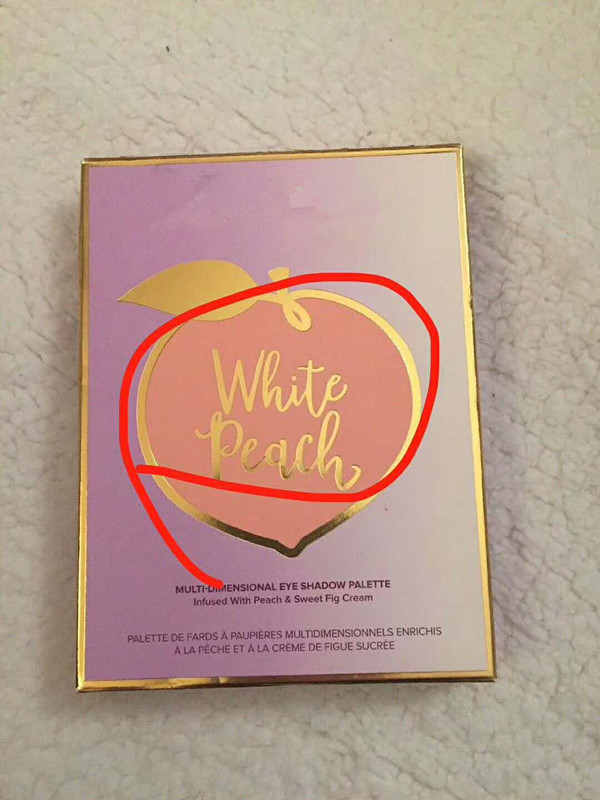 White
Peach
MULTI-DIMENSIONAL EYE SHADOW PALETTE
Infused With Peach & Sweet Fig Cream
PALETTE DE FARDS À PAUPIÈRES MULTIDIMENSIONNELS ENRICHIS
À LA PÊCHE ET À LA CRÈME DE FIGUE SUCRÉE